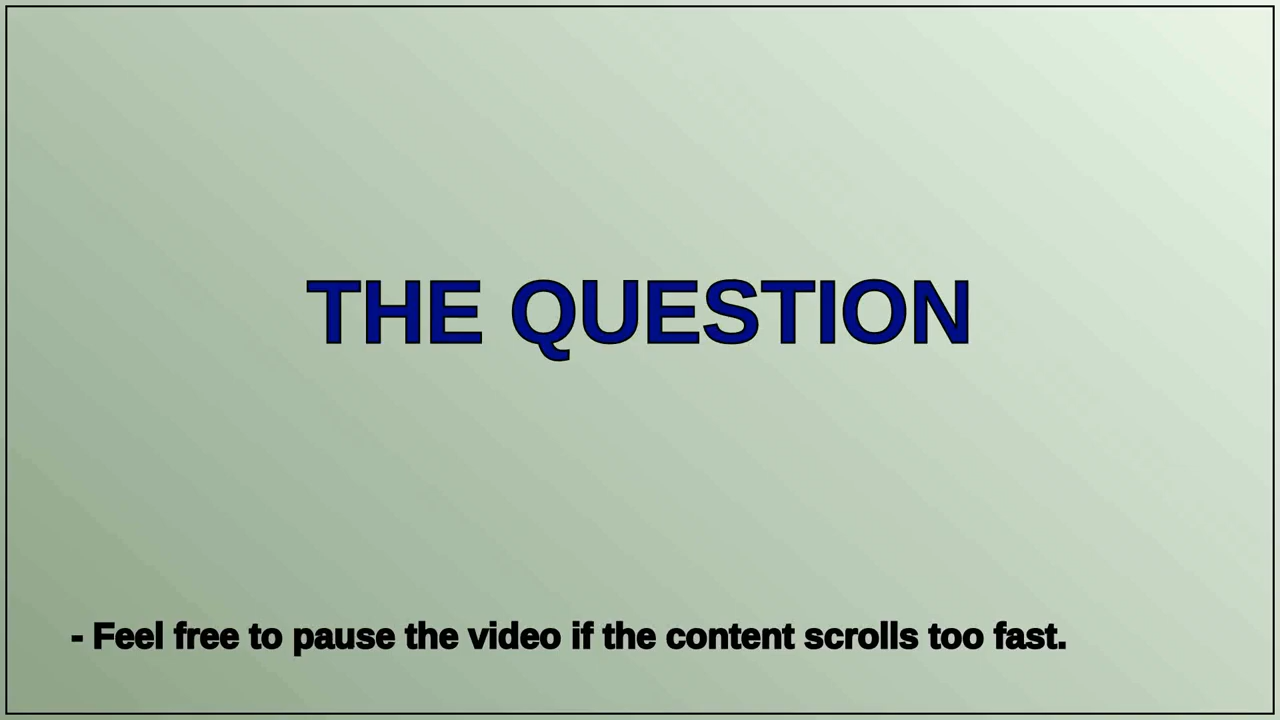 THE QUESTION
- Feel free to pause the video if the content scrolls too fast.